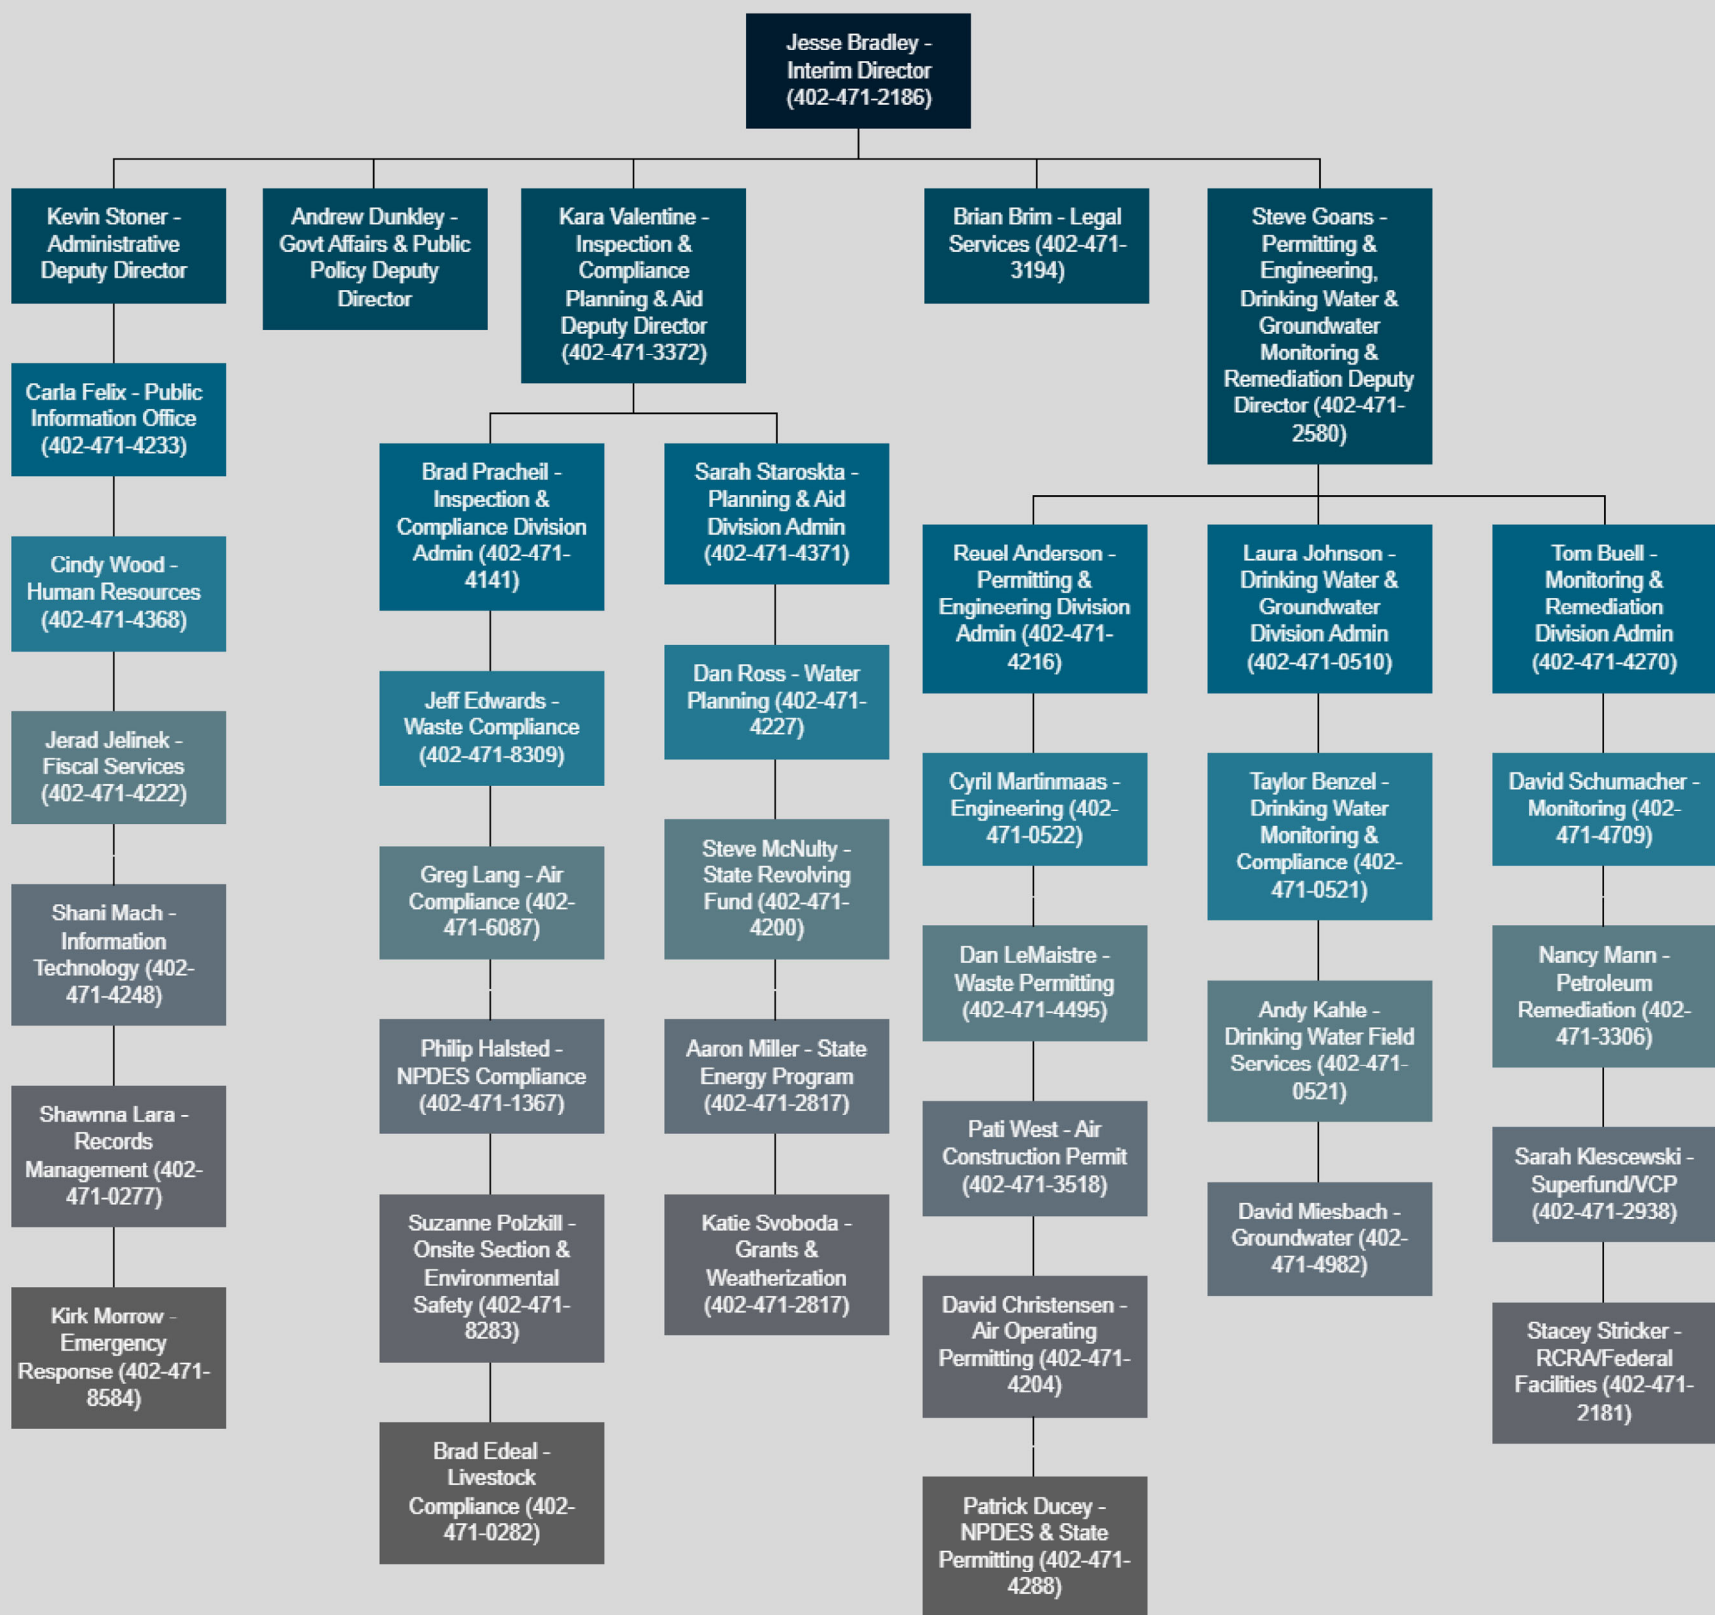 Jesse Bradley -
Interim Director
(402-471-2186)
Kevin Stoner -
Administrative
Deputy Director
Andrew Dunkley -
Govt Affairs & Public
Policy Deputy
Director
Kara Valentine -
Inspection &
Compliance
Planning & Aid
Deputy Director
(402-471-3372)
Brian Brim - Legal
Services (402-471-
3194)
Steve Goans -
Permitting &
Engineering,
Drinking Water &
Groundwater
Monitoring &
Remediation Deputy
Director (402-471-
2580)
Carla Felix - Public
Information Office
(402-471-4233)
Cindy Wood -
Human Resources
(402-471-4368)
Jerad Jelinek -
Fiscal Services
(402-471-4222)
Shani Mach -
Information
Technology (402-
471-4248)
Shawnna Lara -
Records
Management (402-
471-0277)
Kirk Morrow -
Emergency
Response (402-471-
8584)
Brad Pracheil -
Inspection &
Compliance Division
Admin (402-471-
4141)
Jeff Edwards -
Waste Compliance
(402-471-8309)
Greg Lang - Air
Compliance (402-
471-6087)
Philip Halsted -
NPDES Compliance
(402-471-1367)
Suzanne Polzkill -
Onsite Section &
Environmental
Safety (402-471-
8283)
Brad Edeal -
Livestock
Compliance (402-
471-0282)
Sarah Staroskta -
Planning & Aid
Division Admin
(402-471-4371)
Dan Ross - Water
Planning (402-471-
4227)
Steve McNulty -
State Revolving
Fund (402-471-
4200)
Aaron Miller - State
Energy Program
(402-471-2817)
Katie Svoboda -
Grants &
Weatherization
(402-471-2817)
Reuel Anderson -
Permitting &
Engineering Division
Admin (402-471-
4216)
Cyril Martinmaas -
Engineering (402-
471-0522)
Dan LeMaistre -
Waste Permitting
(402-471-4495)
Pati West - Air
Construction Permit
(402-471-3518)
David Christensen -
Air Operating
Permitting (402-471-
4204)
Patrick Ducey -
NPDES & State
Permitting (402-471-
4288)
Laura Johnson -
Drinking Water &
Groundwater
Division Admin
(402-471-0510)
Taylor Benzel -
Drinking Water
Monitoring &
Compliance (402-
471-0521)
Andy Kahle -
Drinking Water Field
Services (402-471-
0521)
David Miesbach -
Groundwater (402-
471-4982)
Tom Buell -
Monitoring &
Remediation
Division Admin
(402-471-4270)
David Schumacher -
Monitoring (402-
471-4709)
Nancy Mann -
Petroleum
Remediation (402-
471-3306)
Sarah Klescewski -
Superfund/VCP
(402-471-2938)
Stacey Stricker -
RCRA/Federal
Facilities (402-471-
2181)